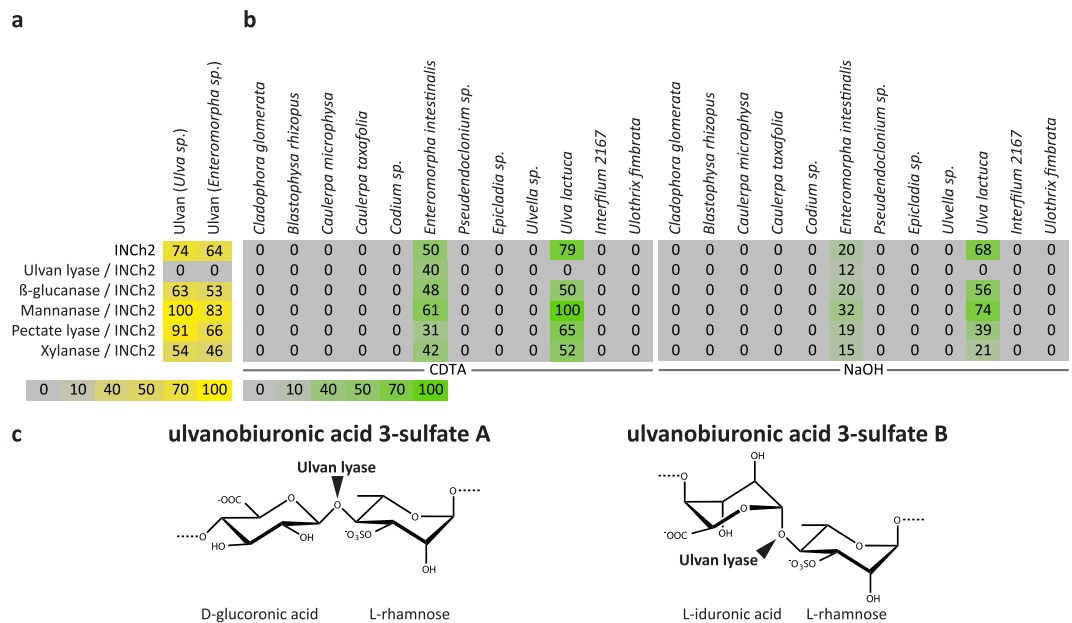 a
b
Ulvan (Ulva sp.)
Ulvan (Enteromorpha sp.)
Cladophora glomerata
Blastophysa rhizopus
Caulerpa microphysa
Caulerpa taxafolia
Codium sp.
Enteromorpha intestinalis
Pseudendoclonium sp.
Epicladia sp.
Ulvella sp.
Ulva lactuca
Interfilum 2167
Ulothrix fimbrata
Cladophora glomerata
Blastophysa rhizopus
Caulerpa microphysa
Caulerpa taxafolia
Codium sp.
Enteromorpha intestinalis
Pseudendoclonium sp.
Epicladia sp.
Ulvella sp.
Ulva lactuca
Interfilum 2167
Ulothrix fimbrata
INCh2 74 64 0 0 0 0 0 50 0 0 0 79 0 0 0 0 0 0 0 20 0 0 0 68 0 0
Ulvan lyase / INCh2 0 0 0 0 0 0 0 40 0 0 0 0 0 0 0 0 0 0 0 12 0 0 0 0 0 0
ß-glucanase / INCh2 63 53 0 0 0 0 0 48 0 0 0 50 0 0 0 0 0 0 0 20 0 0 0 56 0 0
Mannanase / INCh2 100 83 0 0 0 0 0 61 0 0 0 100 0 0 0 0 0 0 0 32 0 0 0 74 0 0
Pectate lyase / INCh2 91 66 0 0 0 0 0 31 0 0 0 65 0 0 0 0 0 0 0 19 0 0 0 39 0 0
Xylanase / INCh2 54 46 0 0 0 0 0 42 0 0 0 52 0 0 0 0 0 0 0 15 0 0 0 21 0 0
CDTA NaOH
0 10 40 50 70 100 0 10 40 50 70 100
c
ulvanobiuronic acid 3-sulfate A
ulvanobiuronic acid 3-sulfate B
Ulvan lyase
-OOC O O O O O HO OH -O3SO OH
OH O O -OOC OH O O O -O3SO OH
Ulvan lyase
D-glucoronic acid L-rhamnose
L-iduronic acid L-rhamnose